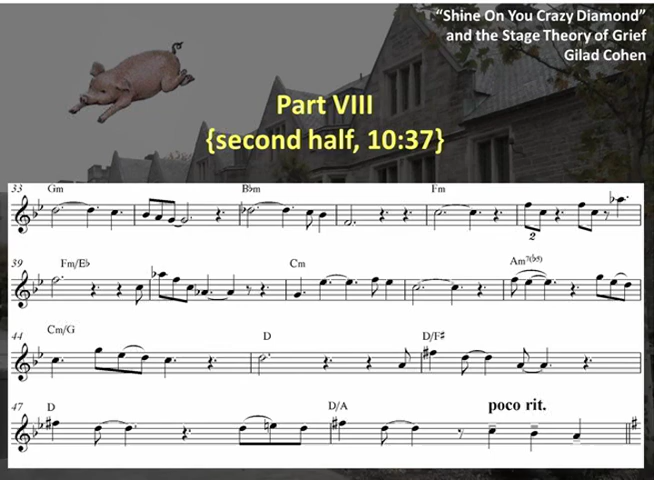 “Shine On You Crazy Diamond”
and the Stage Theory of Grief
Gilad Cohen
Part VIII
{second half, 10:37}
33 Gm B♭m Fm
2
39 Fm/E♭ Cm Am7(♭5)
44 Cm/G D D/F♯
47 D D/A poco rit.